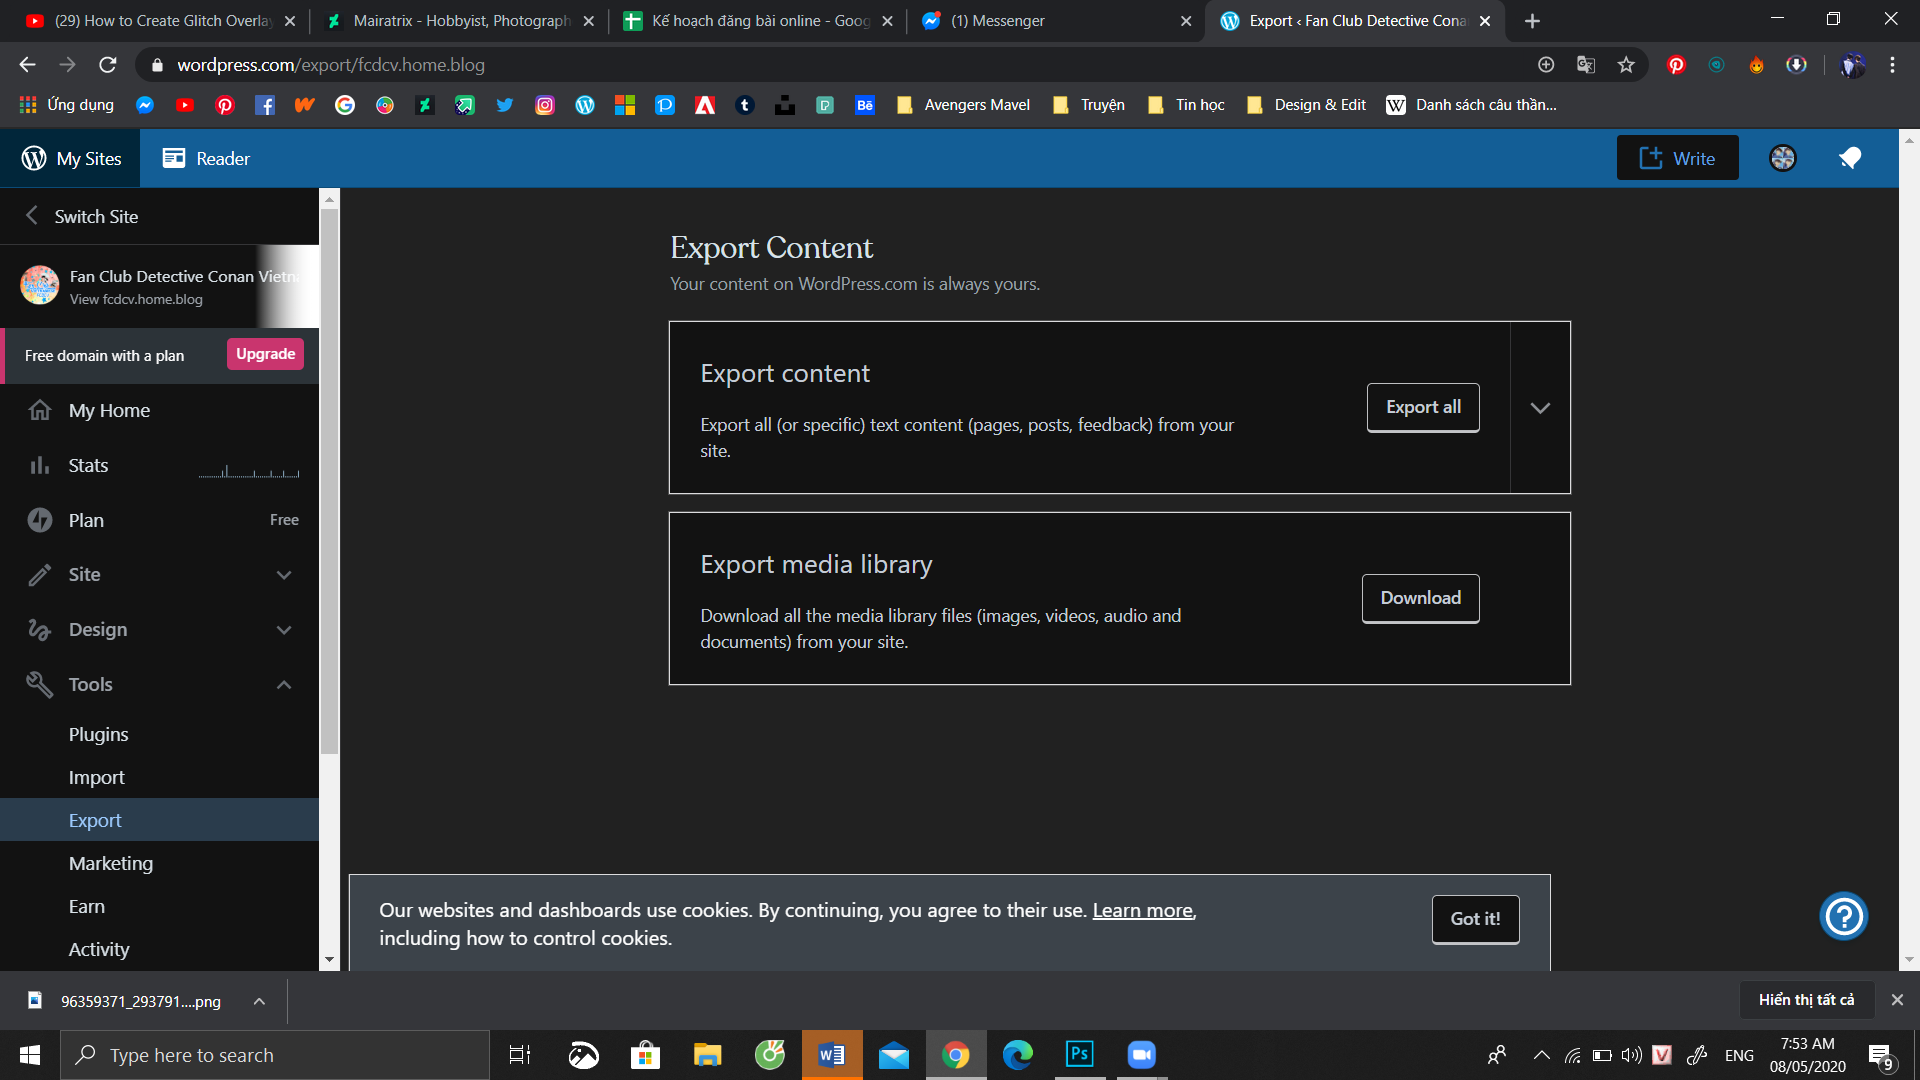 (29) How to Create Glitch Overlay
Mairatrix - Hobbyist, Photograph
Kế hoạch đăng bài online - Goog
(1) Messenger
Export ‹ Fan Club Detective Cona
wordpress.com/export/fcdcv.home.blog
Ứng dụng
Avengers Mavel
Truyện
Tin học
Design & Edit
Danh sách câu thần...
My Sites
Reader
Write
Switch Site
Fan Club Detective Conan Vietn
View fcdcv.home.blog
Free domain with a plan
Upgrade
My Home
Stats
Plan
Free
Site
Design
Tools
Plugins
Import
Export
Marketing
Earn
Activity
Export Content
Your content on WordPress.com is always yours.
Export content
Export all (or specific) text content (pages, posts, feedback) from your
site.
Export all
Export media library
Download all the media library files (images, videos, audio and
documents) from your site.
Download
Our websites and dashboards use cookies. By continuing, you agree to their use. Learn more,
including how to control cookies.
Got it!
96359371_293791....png
Hiển thị tất cả
Type here to search
ENG
7:53 AM
08/05/2020
9